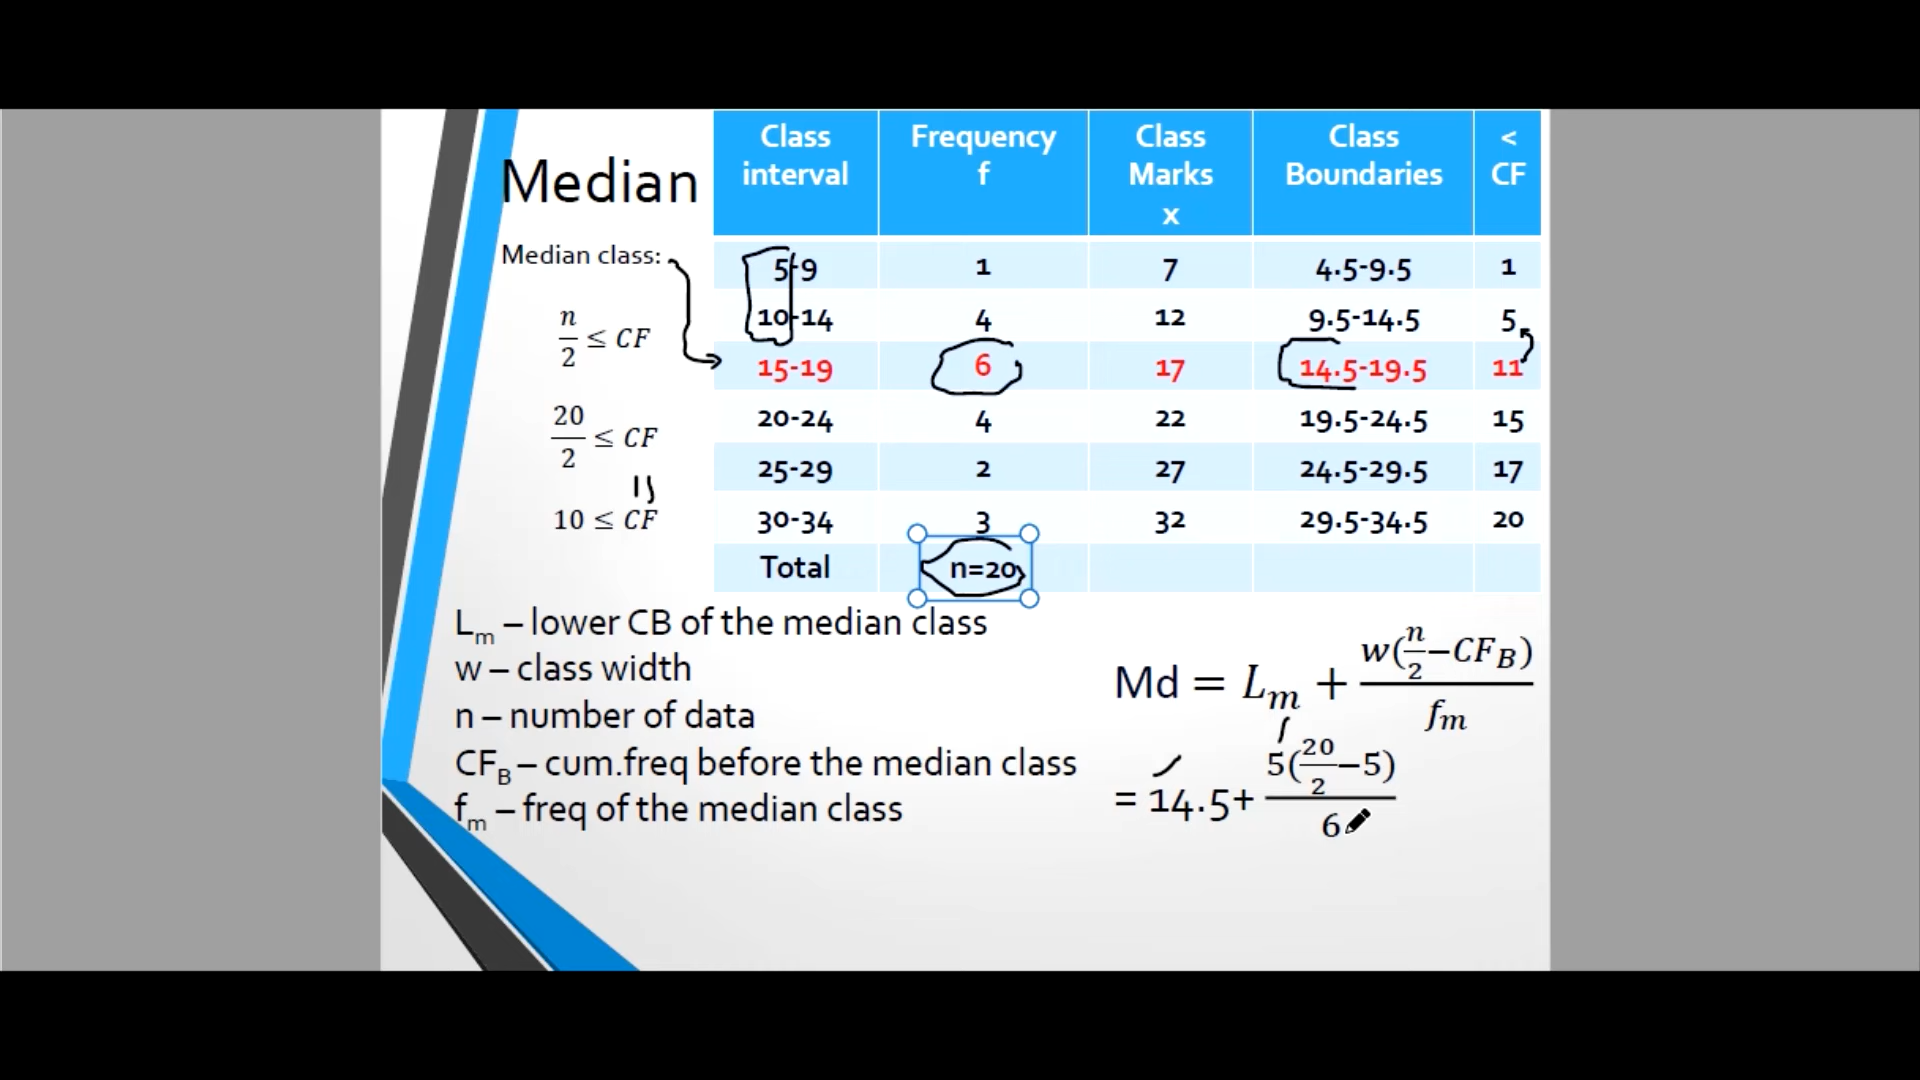 Median
Class interval | Frequency f | Class Marks x | Class Boundaries | < CF
5-9 | 1 | 7 | 4.5-9.5 | 1
10-14 | 4 | 12 | 9.5-14.5 | 5
15-19 | 6 | 17 | 14.5-19.5 | 11
20-24 | 4 | 22 | 19.5-24.5 | 15
25-29 | 2 | 27 | 24.5-29.5 | 17
30-34 | 3 | 32 | 29.5-34.5 | 20
Total | n=20
Median class:
n/2 ≤ CF
20/2 ≤ CF
11
10 ≤ CF
Lm – lower CB of the median class
w – class width
n – number of data
CFB – cum.freq before the median class
fm – freq of the median class
Md = Lm + w(n/2−CFB)/fm
= 14.5+ 5(20/2−5)/6